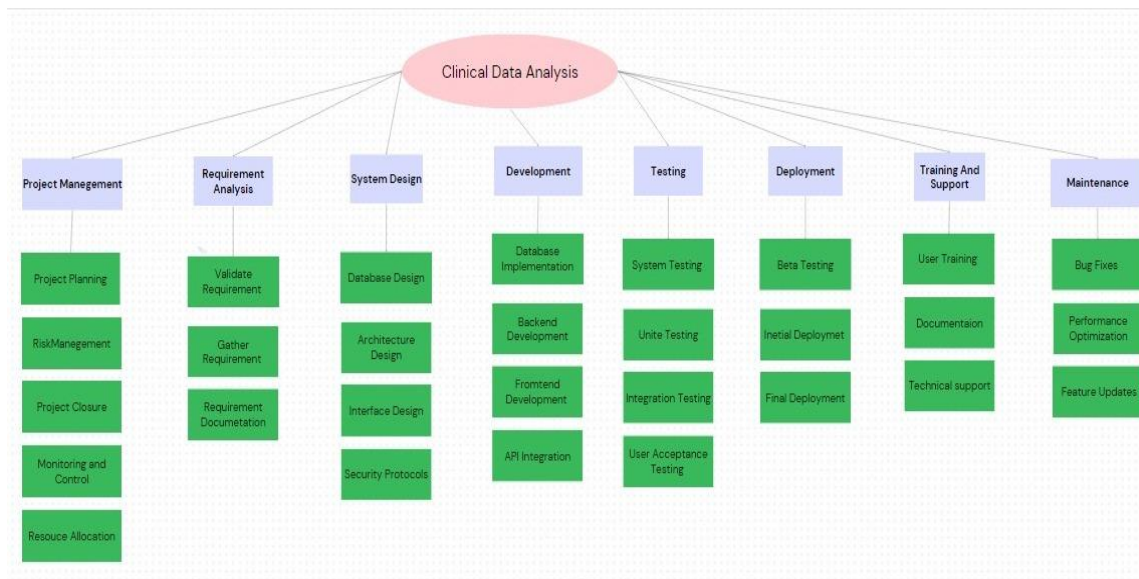 Clinical Data Analysis
Project Manegement
Requirement
Analysis
System Design
Development
Testing
Deployment
Training And
Support
Maintenance
Project Planning
RiskManegement
Project Closure
Monitoring and
Control
Resouce Allocation
Validate
Requirement
Gather
Requirement
Requirement
Documetation
Database Design
Architecture
Design
Interface Design
Security Protocols
Database
Implementation
Backend
Development
Fromtend
Development
API Integration
System Testing
Unite Testing
Integration Testing
User Acceptance
Testing
Beta Testing
Inetial Deploymet
Final Deployment
User Training
Documentaion
Technical support
Bug Fixes
Performance
Optimization
Feature Updates